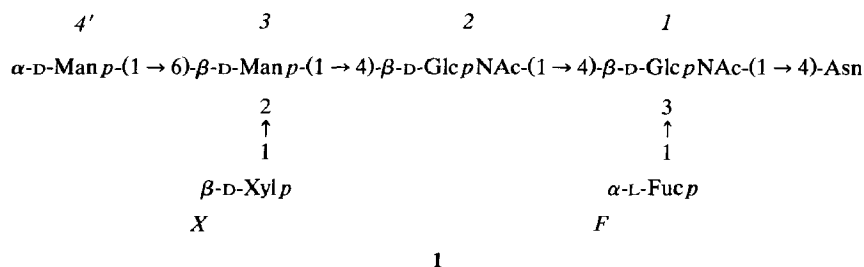 4′ 3 2 1
α-D-Manp-(1 → 6)-β-D-Manp-(1 → 4)-β-D-GlcpNAc-(1 → 4)-β-D-GlcpNAc-(1 → 4)-Asn
2 3
↑ ↑
1 1
β-D-Xylp α-L-Fucp
X F
1